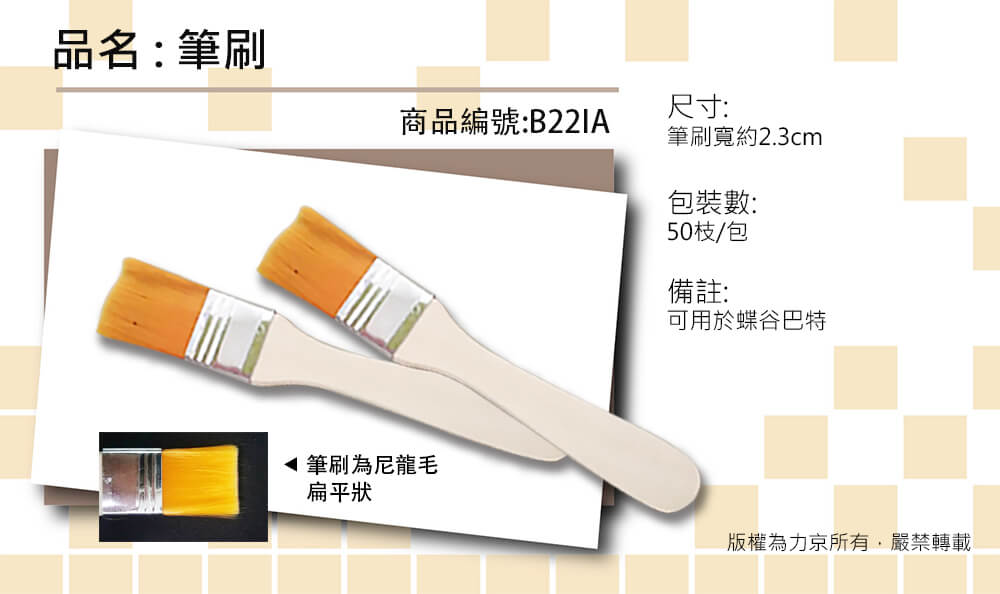 品名 : 筆刷
商品編號:B22IA
尺寸:
筆刷寬約2.3cm
包裝數:
50枝/包
備註:
可用於蝶谷巴特
◀ 筆刷為尼龍毛
扁平狀
版權為力京所有，嚴禁轉載